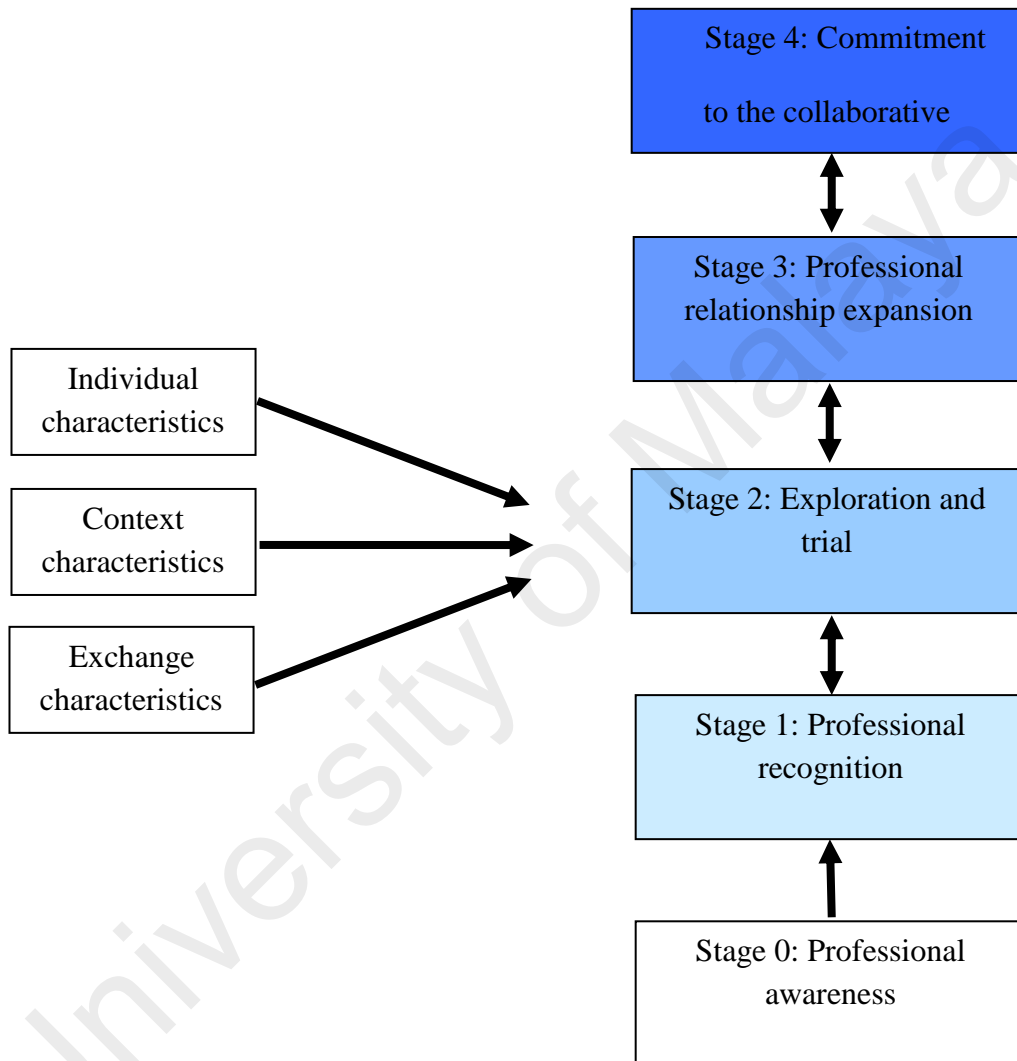 Stage 4: Commitment
to the collaborative
Stage 3: Professional
relationship expansion
Individual
characteristics
Context
characteristics
Exchange
characteristics
Stage 2: Exploration and
trial
Stage 1: Professional
recognition
Stage 0: Professional
awareness
University of Malaya